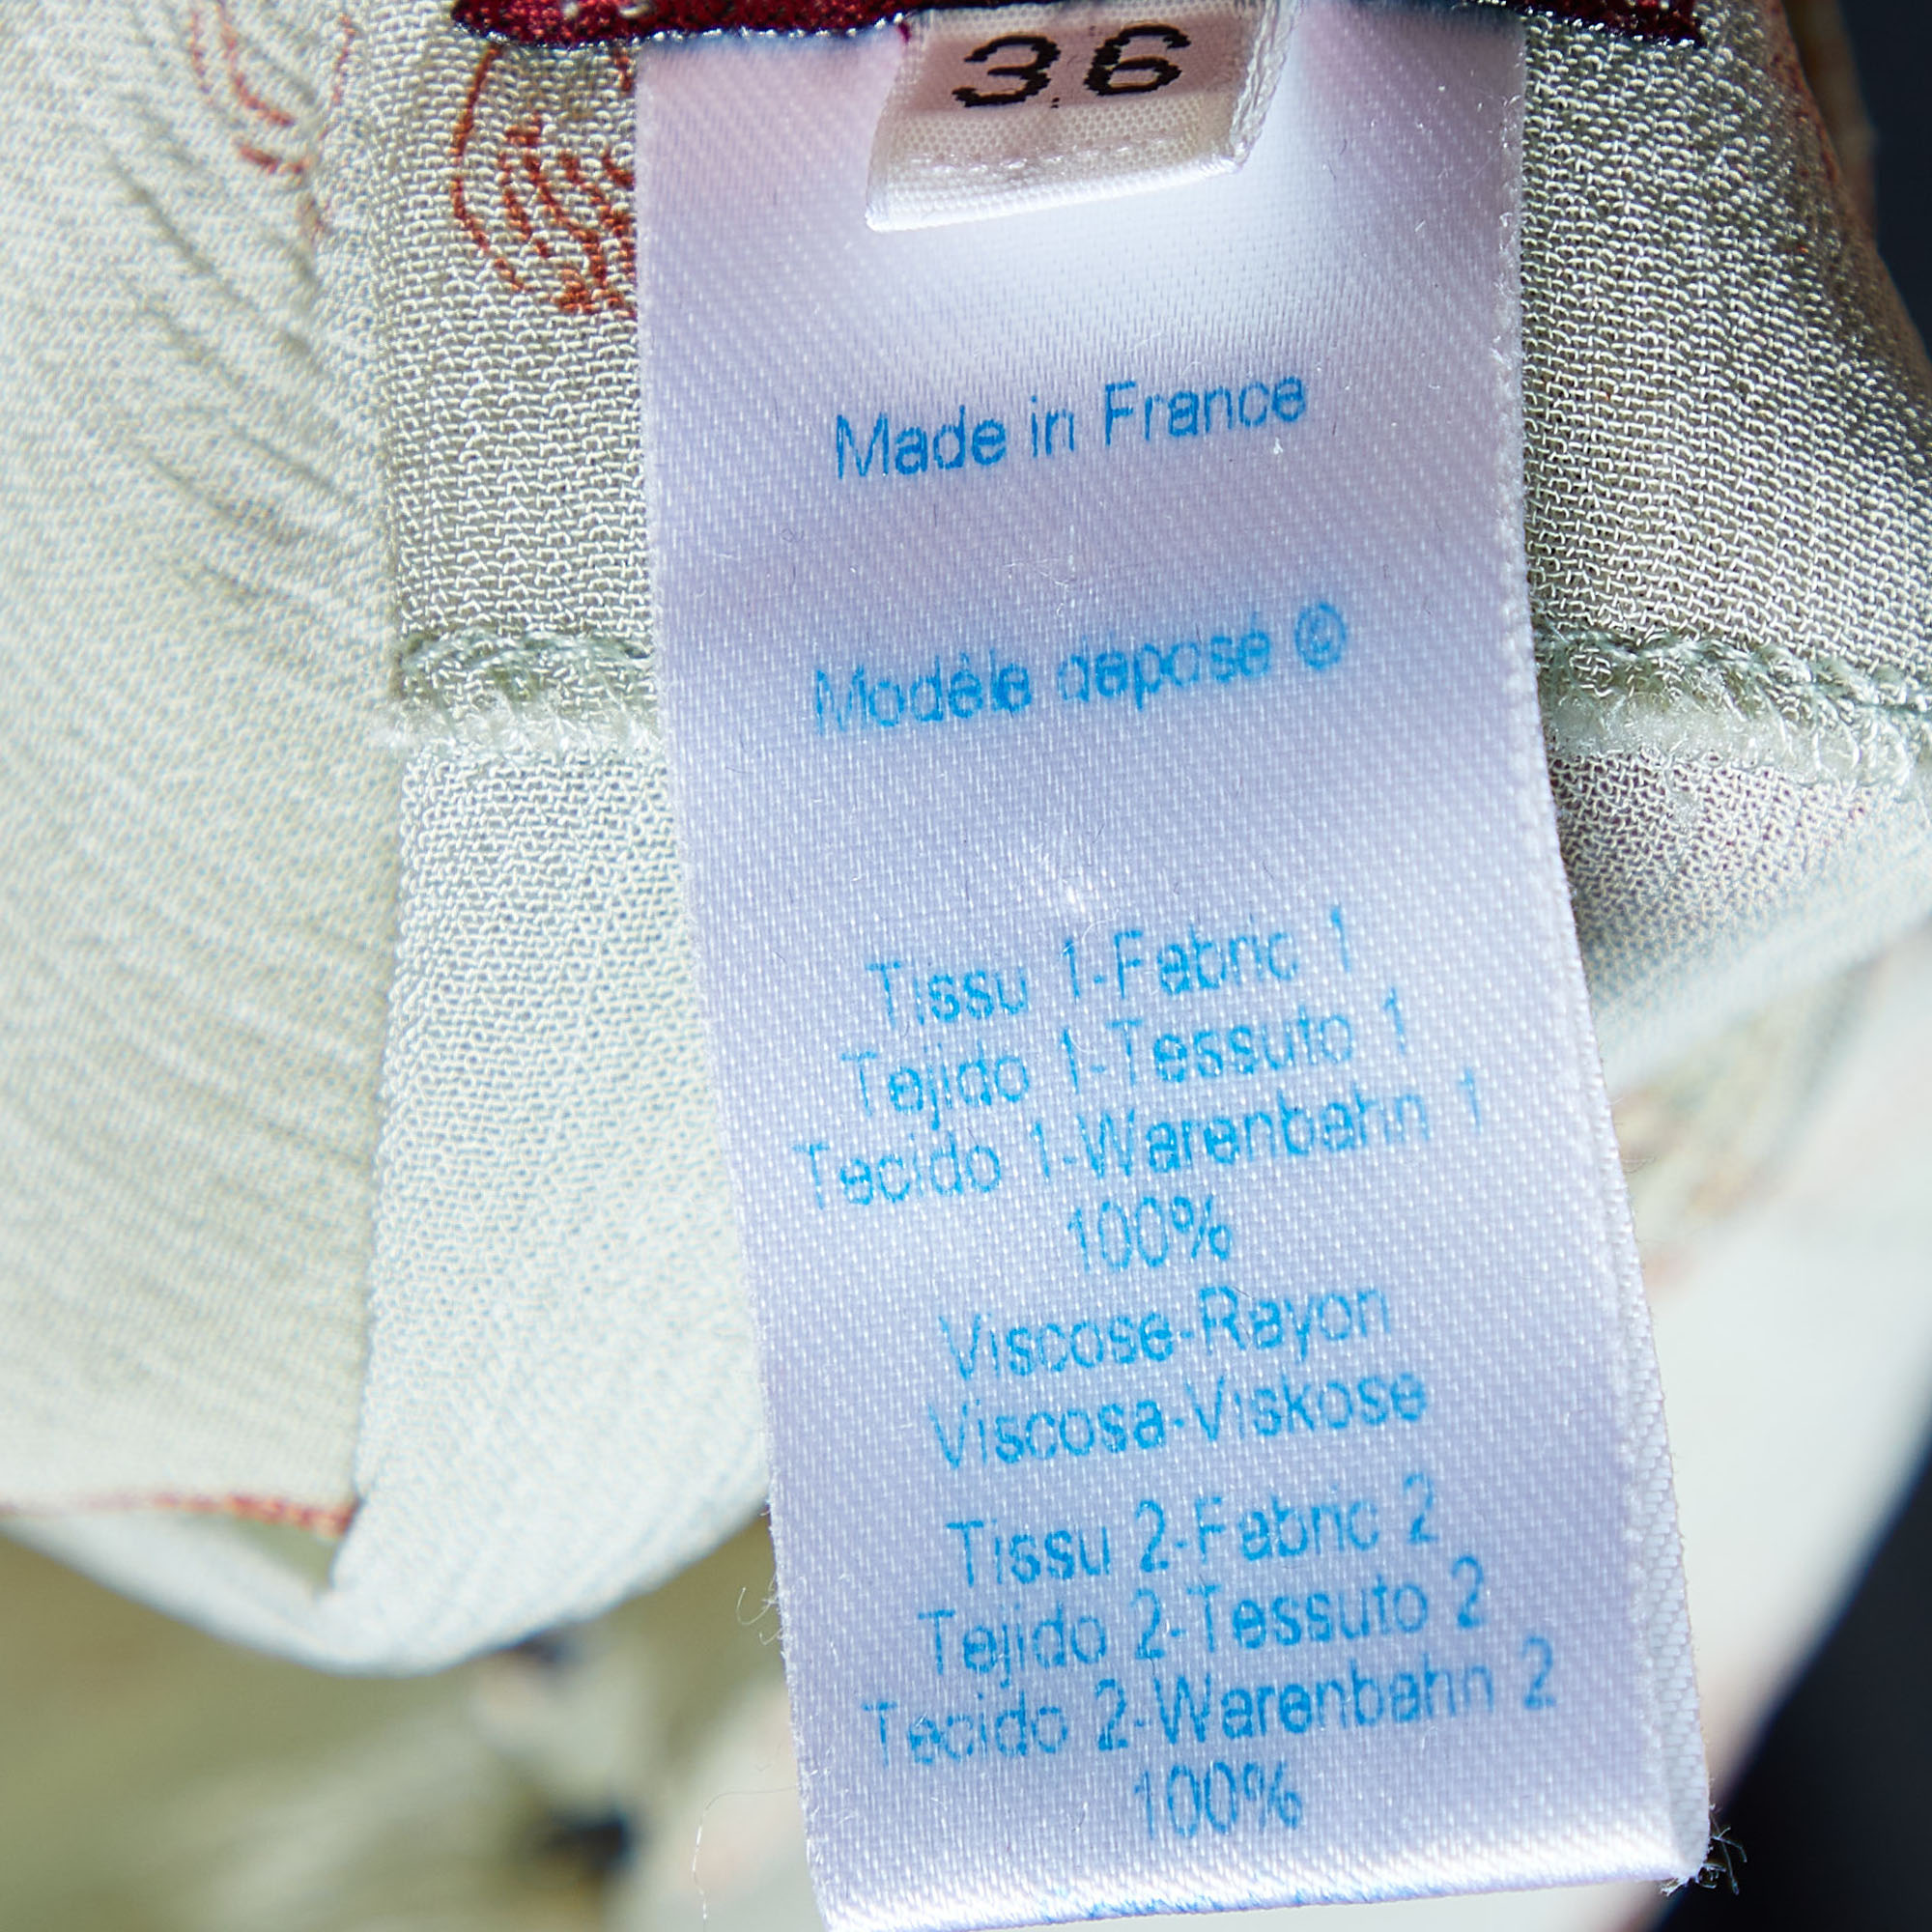 36
Made in France
Modèle déposé ©
Tissu 1-Fabric 1
Tejido 1-Tessuto 1
Tecido 1-Warenbahn 1
100%
Viscose-Rayon
Viscosa-Viskose
Tissu 2-Fabric 2
Tejido 2-Tessuto 2
Tecido 2-Warenbahn 2
100%